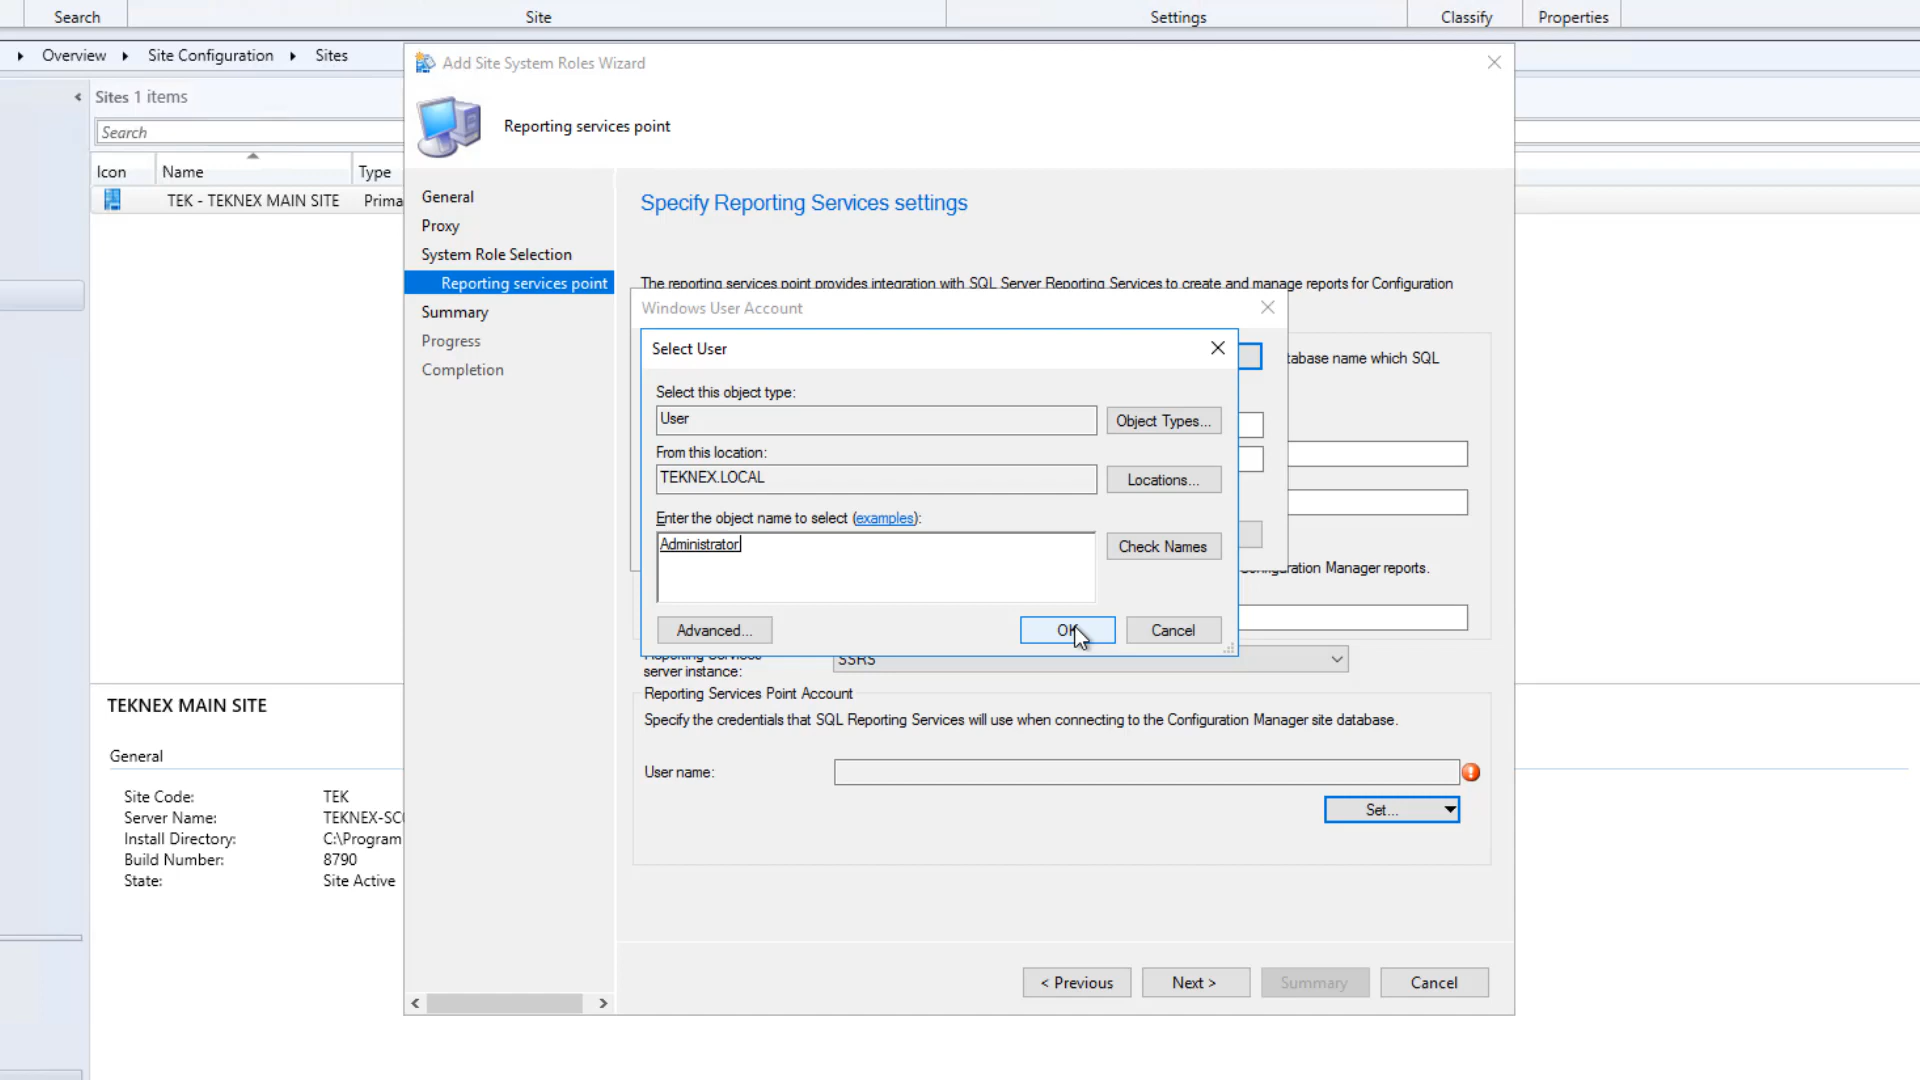 Search
Site
Settings
Classify
Properties
Overview
Site Configuration
Sites
Sites 1 items
Search
Icon
Name
Type
TEK - TEKNEX MAIN SITE
Prima
TEKNEX MAIN SITE
General
Site Code:
TEK
Server Name:
TEKNEX-SC
Install Directory:
C:\Program
Build Number:
8790
State:
Site Active
Add Site System Roles Wizard
Reporting services point
General
Proxy
System Role Selection
Reporting services point
Summary
Progress
Completion
Specify Reporting Services settings
The reporting services point provides integration with SQL Server Reporting Services to create and manage reports for Configuration
Windows User Account
tabase name which SQL
Select User
Select this object type:
User
Object Types...
From this location:
TEKNEX.LOCAL
Locations...
Enter the object name to select (examples):
Administrator
Check Names
Advanced...
OK
Cancel
Configuration Manager reports.
Reporting Services
server instance:
SSRS
Reporting Services Point Account
Specify the credentials that SQL Reporting Services will use when connecting to the Configuration Manager site database.
User name:
Set...
< Previous
Next >
Summary
Cancel